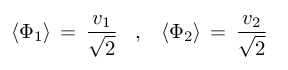 ⟨Φ₁⟩ = v₁/√2 , ⟨Φ₂⟩ = v₂/√2